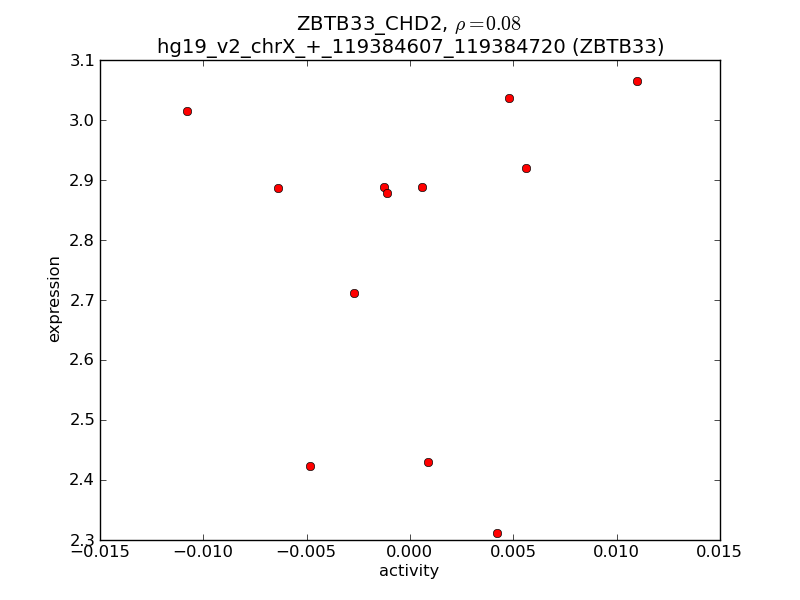 ZBTB33_CHD2, ρ = 0.08
hg19_v2_chrX_+_119384607_119384720 (ZBTB33)
3.1
3.0
2.9
2.8
2.7
2.6
2.5
2.4
2.3
expression
−0.015 −0.010 −0.005 0.000 0.005 0.010 0.015
activity